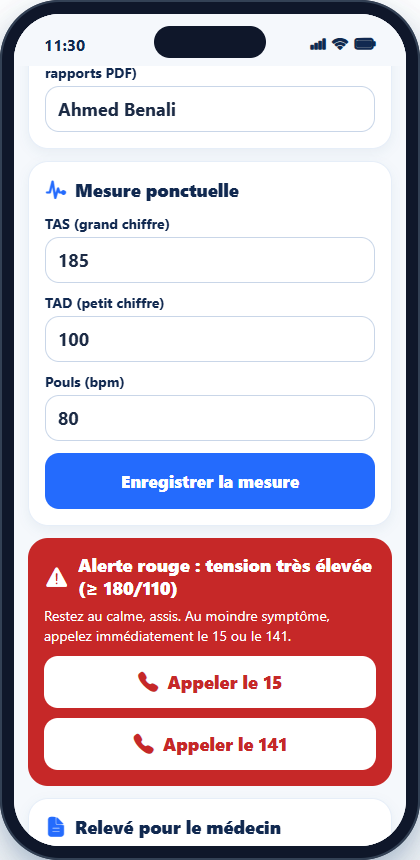 11:30
rapports PDF)
Ahmed Benali
Mesure ponctuelle
TAS (grand chiffre)
185
TAD (petit chiffre)
100
Pouls (bpm)
80
Enregistrer la mesure
Alerte rouge : tension très élevée
(≥ 180/110)
Restez au calme, assis. Au moindre symptôme,
appelez immédiatement le 15 ou le 141.
Appeler le 15
Appeler le 141
Relevé pour le médecin